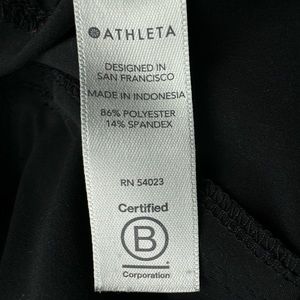 ATHLETA
DESIGNED IN
SAN FRANCISCO
MADE IN INDONESIA
86% POLYESTER
14% SPANDEX
RN 54023
Certified
B
Corporation